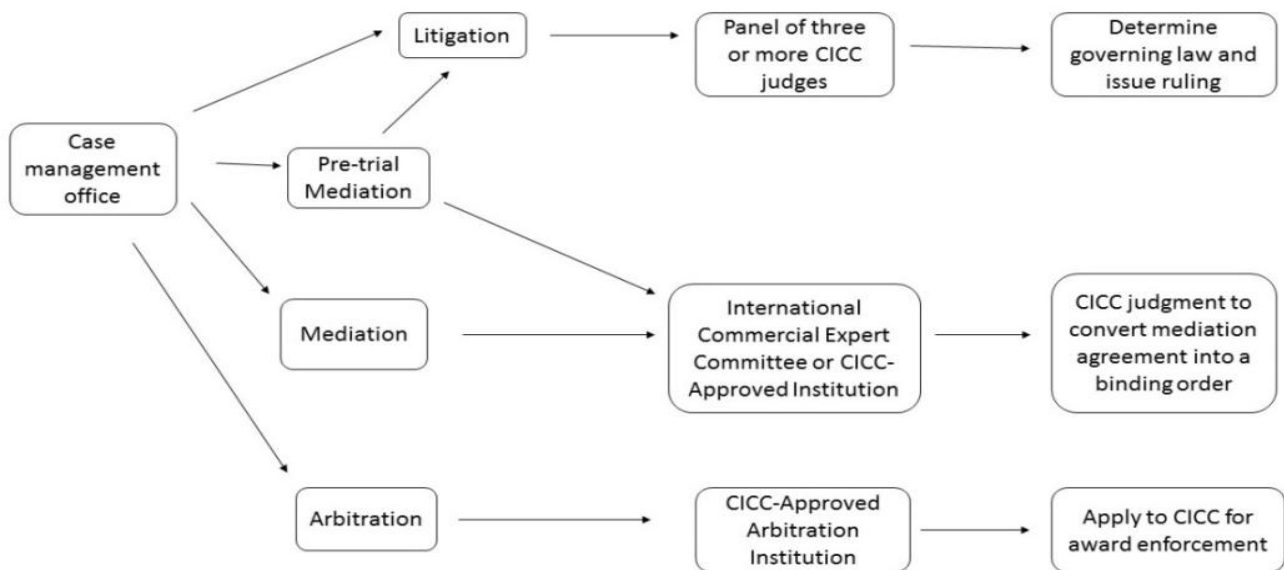 Litigation
Panel of three
or more CICC
judges
Determine
governing law and
issue ruling
Case
management
office
Pre-trial
Mediation
Mediation
International
Commercial Expert
Committee or CICC-
Approved Institution
CICC judgment to
convert mediation
agreement into a
binding order
Arbitration
CICC-Approved
Arbitration
Institution
Apply to CICC for
award enforcement